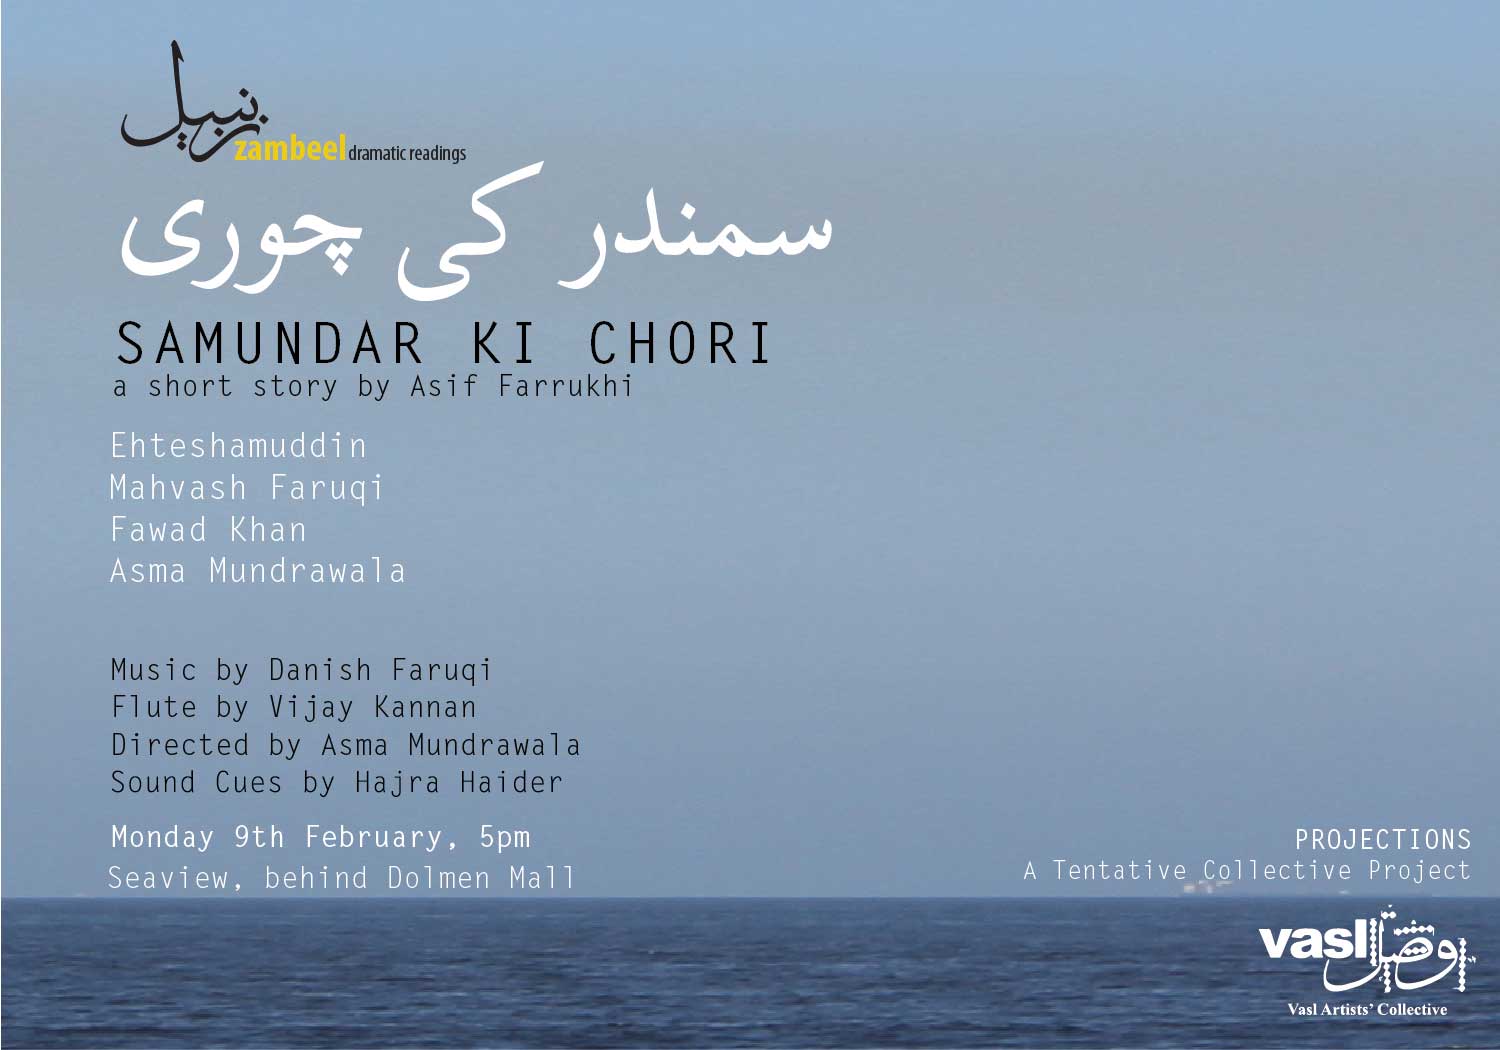 زنبیل
zambeel dramatic readings
سمندر کی چوری
SAMUNDAR KI CHORI
a short story by Asif Farrukhi
Ehteshamuddin
Mahvash Faruqi
Fawad Khan
Asma Mundrawala
Music by Danish Faruqi
Flute by Vijay Kannan
Directed by Asma Mundrawala
Sound Cues by Hajra Haider
Monday 9th February, 5pm
Seaview, behind Dolmen Mall
PROJECTIONS
A Tentative Collective Project
vasl وصل
Vasl Artists' Collective